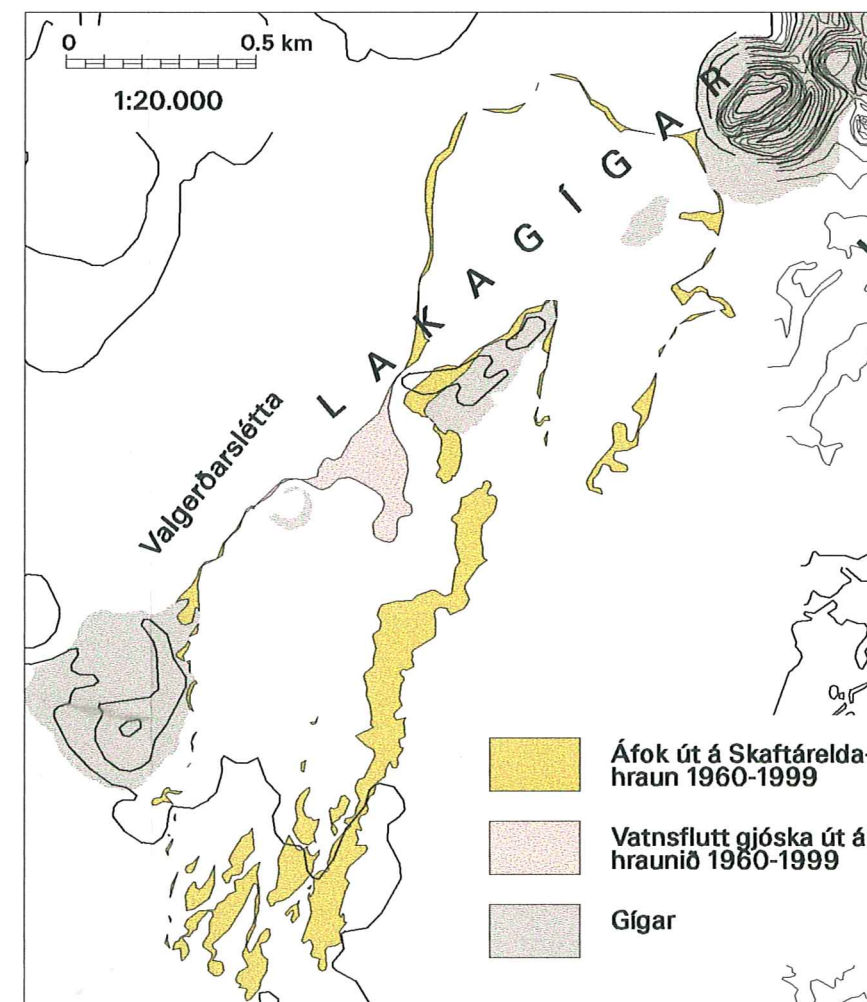 0 0.5 km
1:20.000
LAKAGÍGAR
Valgerðarslétta
Áfok út á Skaftárelda-
hraun 1960-1999
Vatnsflutt gjóska út á
hraunið 1960-1999
Gígar